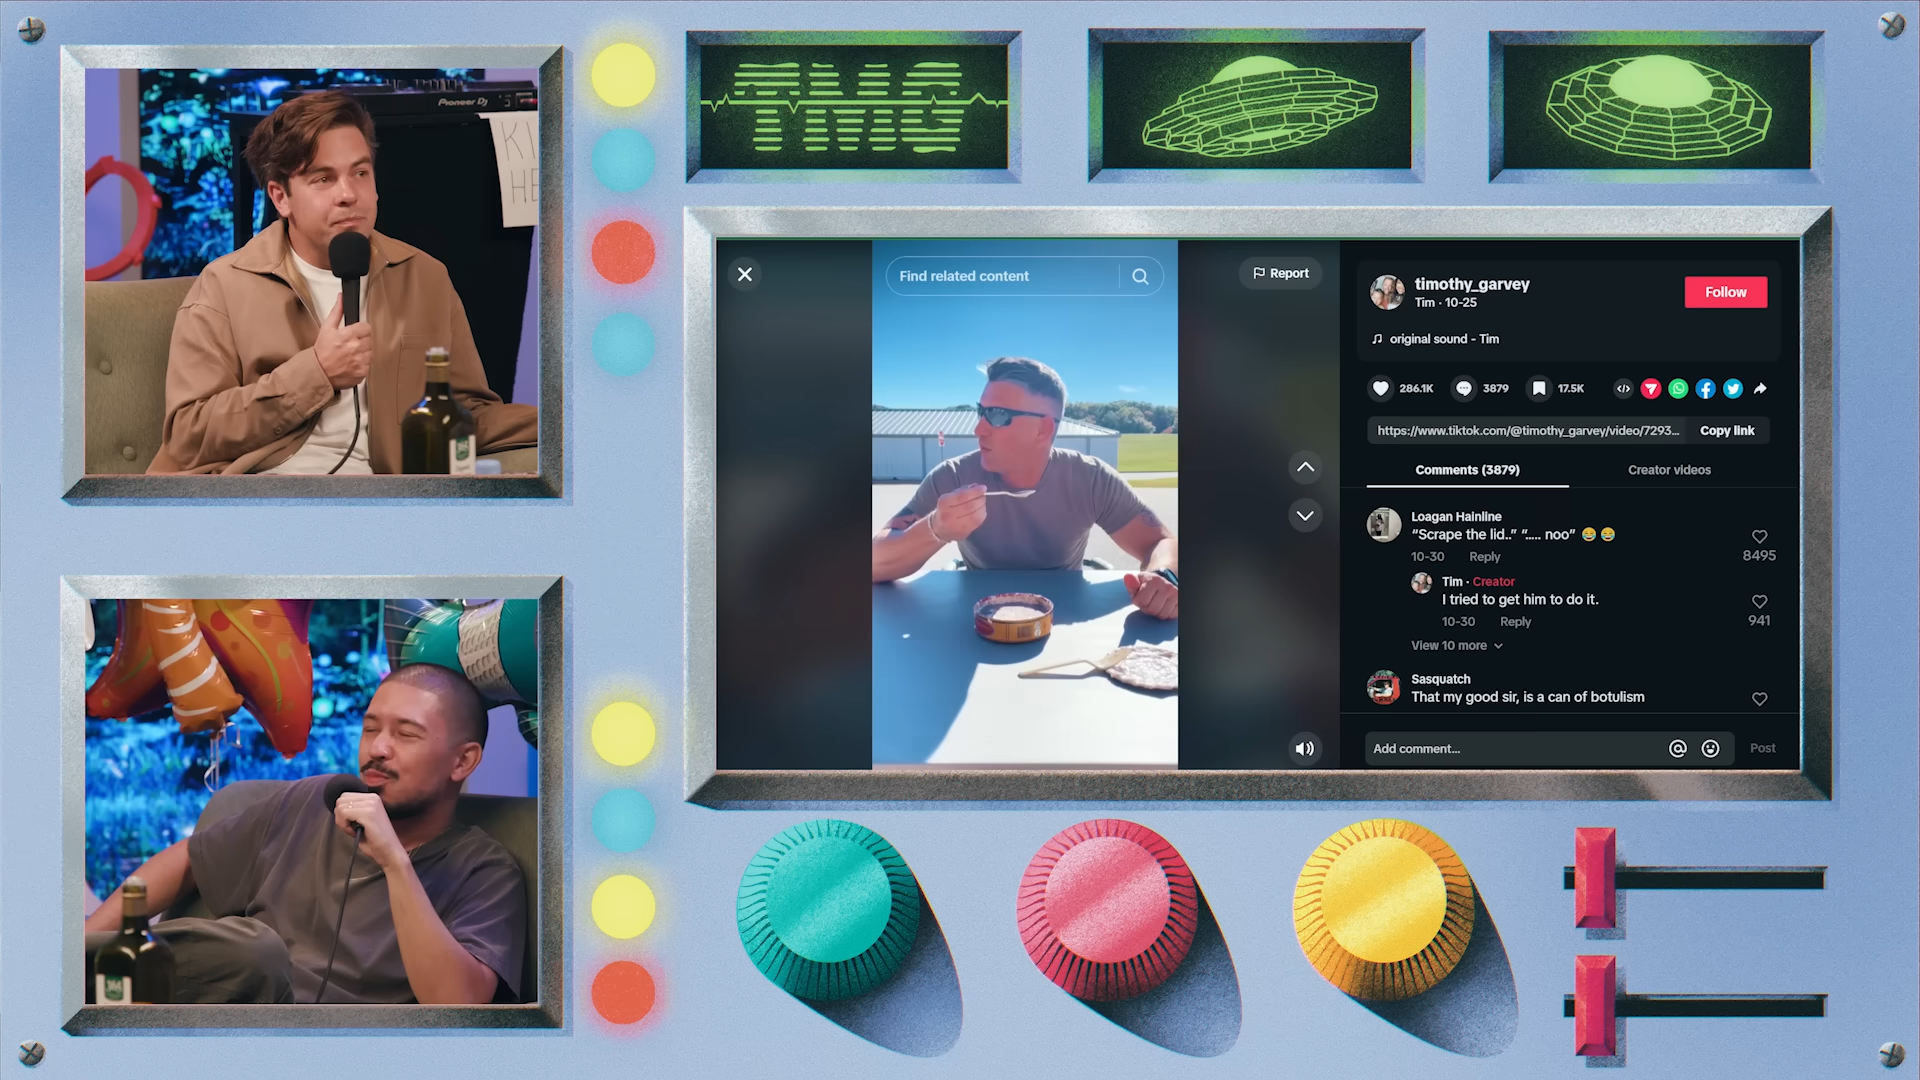 Pioneer DJ
KI
HE
TMG
Find related content
Report
timothy_garvey
Tim · 10-25
Follow
original sound - Tim
286.1K
3879
17.5K
https://www.tiktok.com/@timothy_garvey/video/7293...
Copy link
Comments (3879)
Creator videos
Loagan Hainline
“Scrape the lid..” “..... noo” 😂 😂
10-30 Reply
8495
Tim · Creator
I tried to get him to do it.
10-30 Reply
941
View 10 more
Sasquatch
That my good sir, is a can of botulism
Add comment...
Post